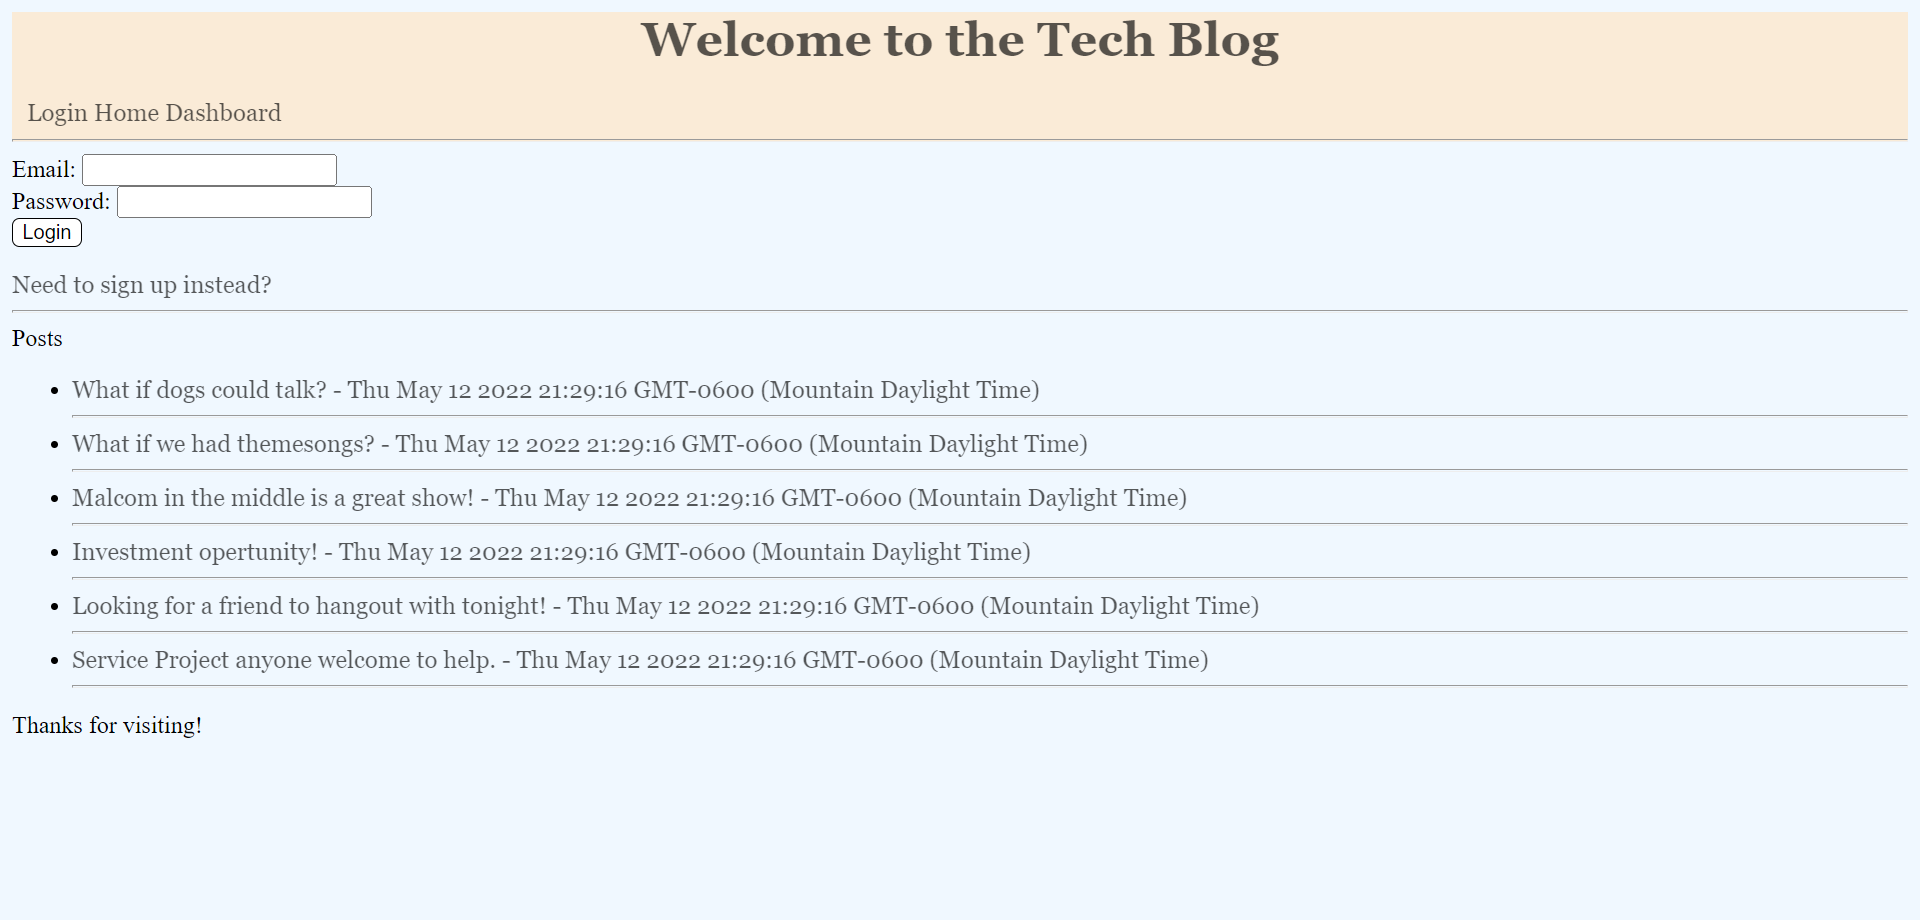 Welcome to the Tech Blog
Login Home Dashboard
Email:
Password:
Login
Need to sign up instead?
Posts
What if dogs could talk? - Thu May 12 2022 21:29:16 GMT-0600 (Mountain Daylight Time)
What if we had themesongs? - Thu May 12 2022 21:29:16 GMT-0600 (Mountain Daylight Time)
Malcom in the middle is a great show! - Thu May 12 2022 21:29:16 GMT-0600 (Mountain Daylight Time)
Investment opertunity! - Thu May 12 2022 21:29:16 GMT-0600 (Mountain Daylight Time)
Looking for a friend to hangout with tonight! - Thu May 12 2022 21:29:16 GMT-0600 (Mountain Daylight Time)
Service Project anyone welcome to help. - Thu May 12 2022 21:29:16 GMT-0600 (Mountain Daylight Time)
Thanks for visiting!